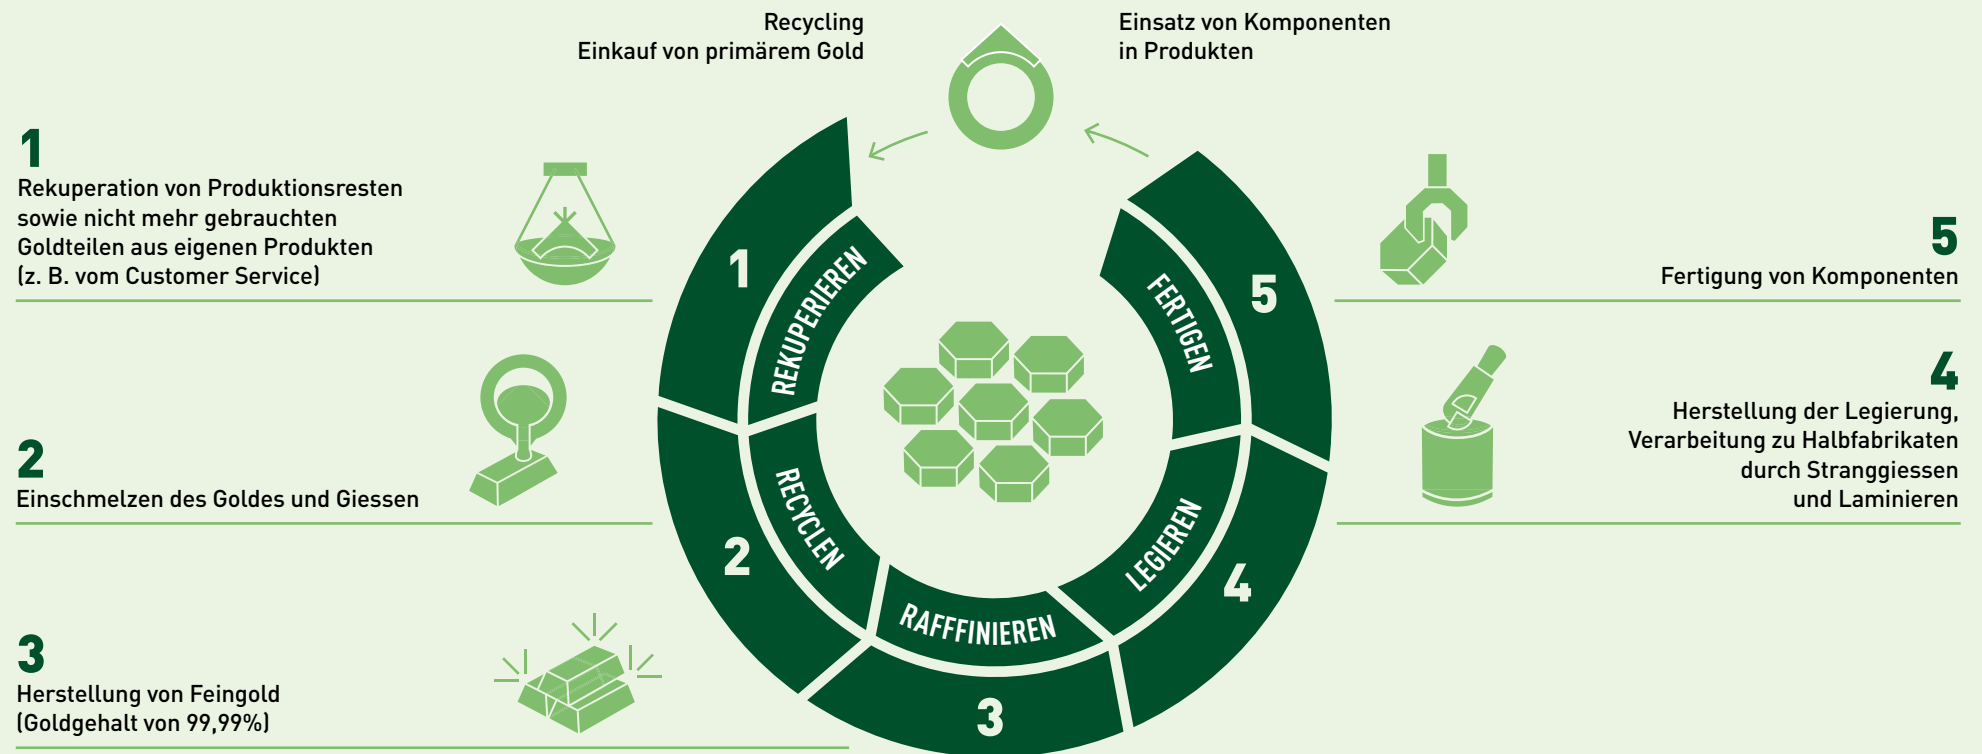 Recycling
Einkauf von primärem Gold
Einsatz von Komponenten
in Produkten
1
Rekuperation von Produktionsresten
sowie nicht mehr gebrauchten
Goldteilen aus eigenen Produkten
(z. B. vom Customer Service)
2
Einschmelzen des Goldes und Giessen
3
Herstellung von Feingold
(Goldgehalt von 99,99%)
1
REKUPERIEREN
2
RECYCLEN
3
RAFFFINIEREN
4
LEGIEREN
5
FERTIGEN
5
Fertigung von Komponenten
4
Herstellung der Legierung,
Verarbeitung zu Halbfabrikaten
durch Stranggiessen
und Laminieren